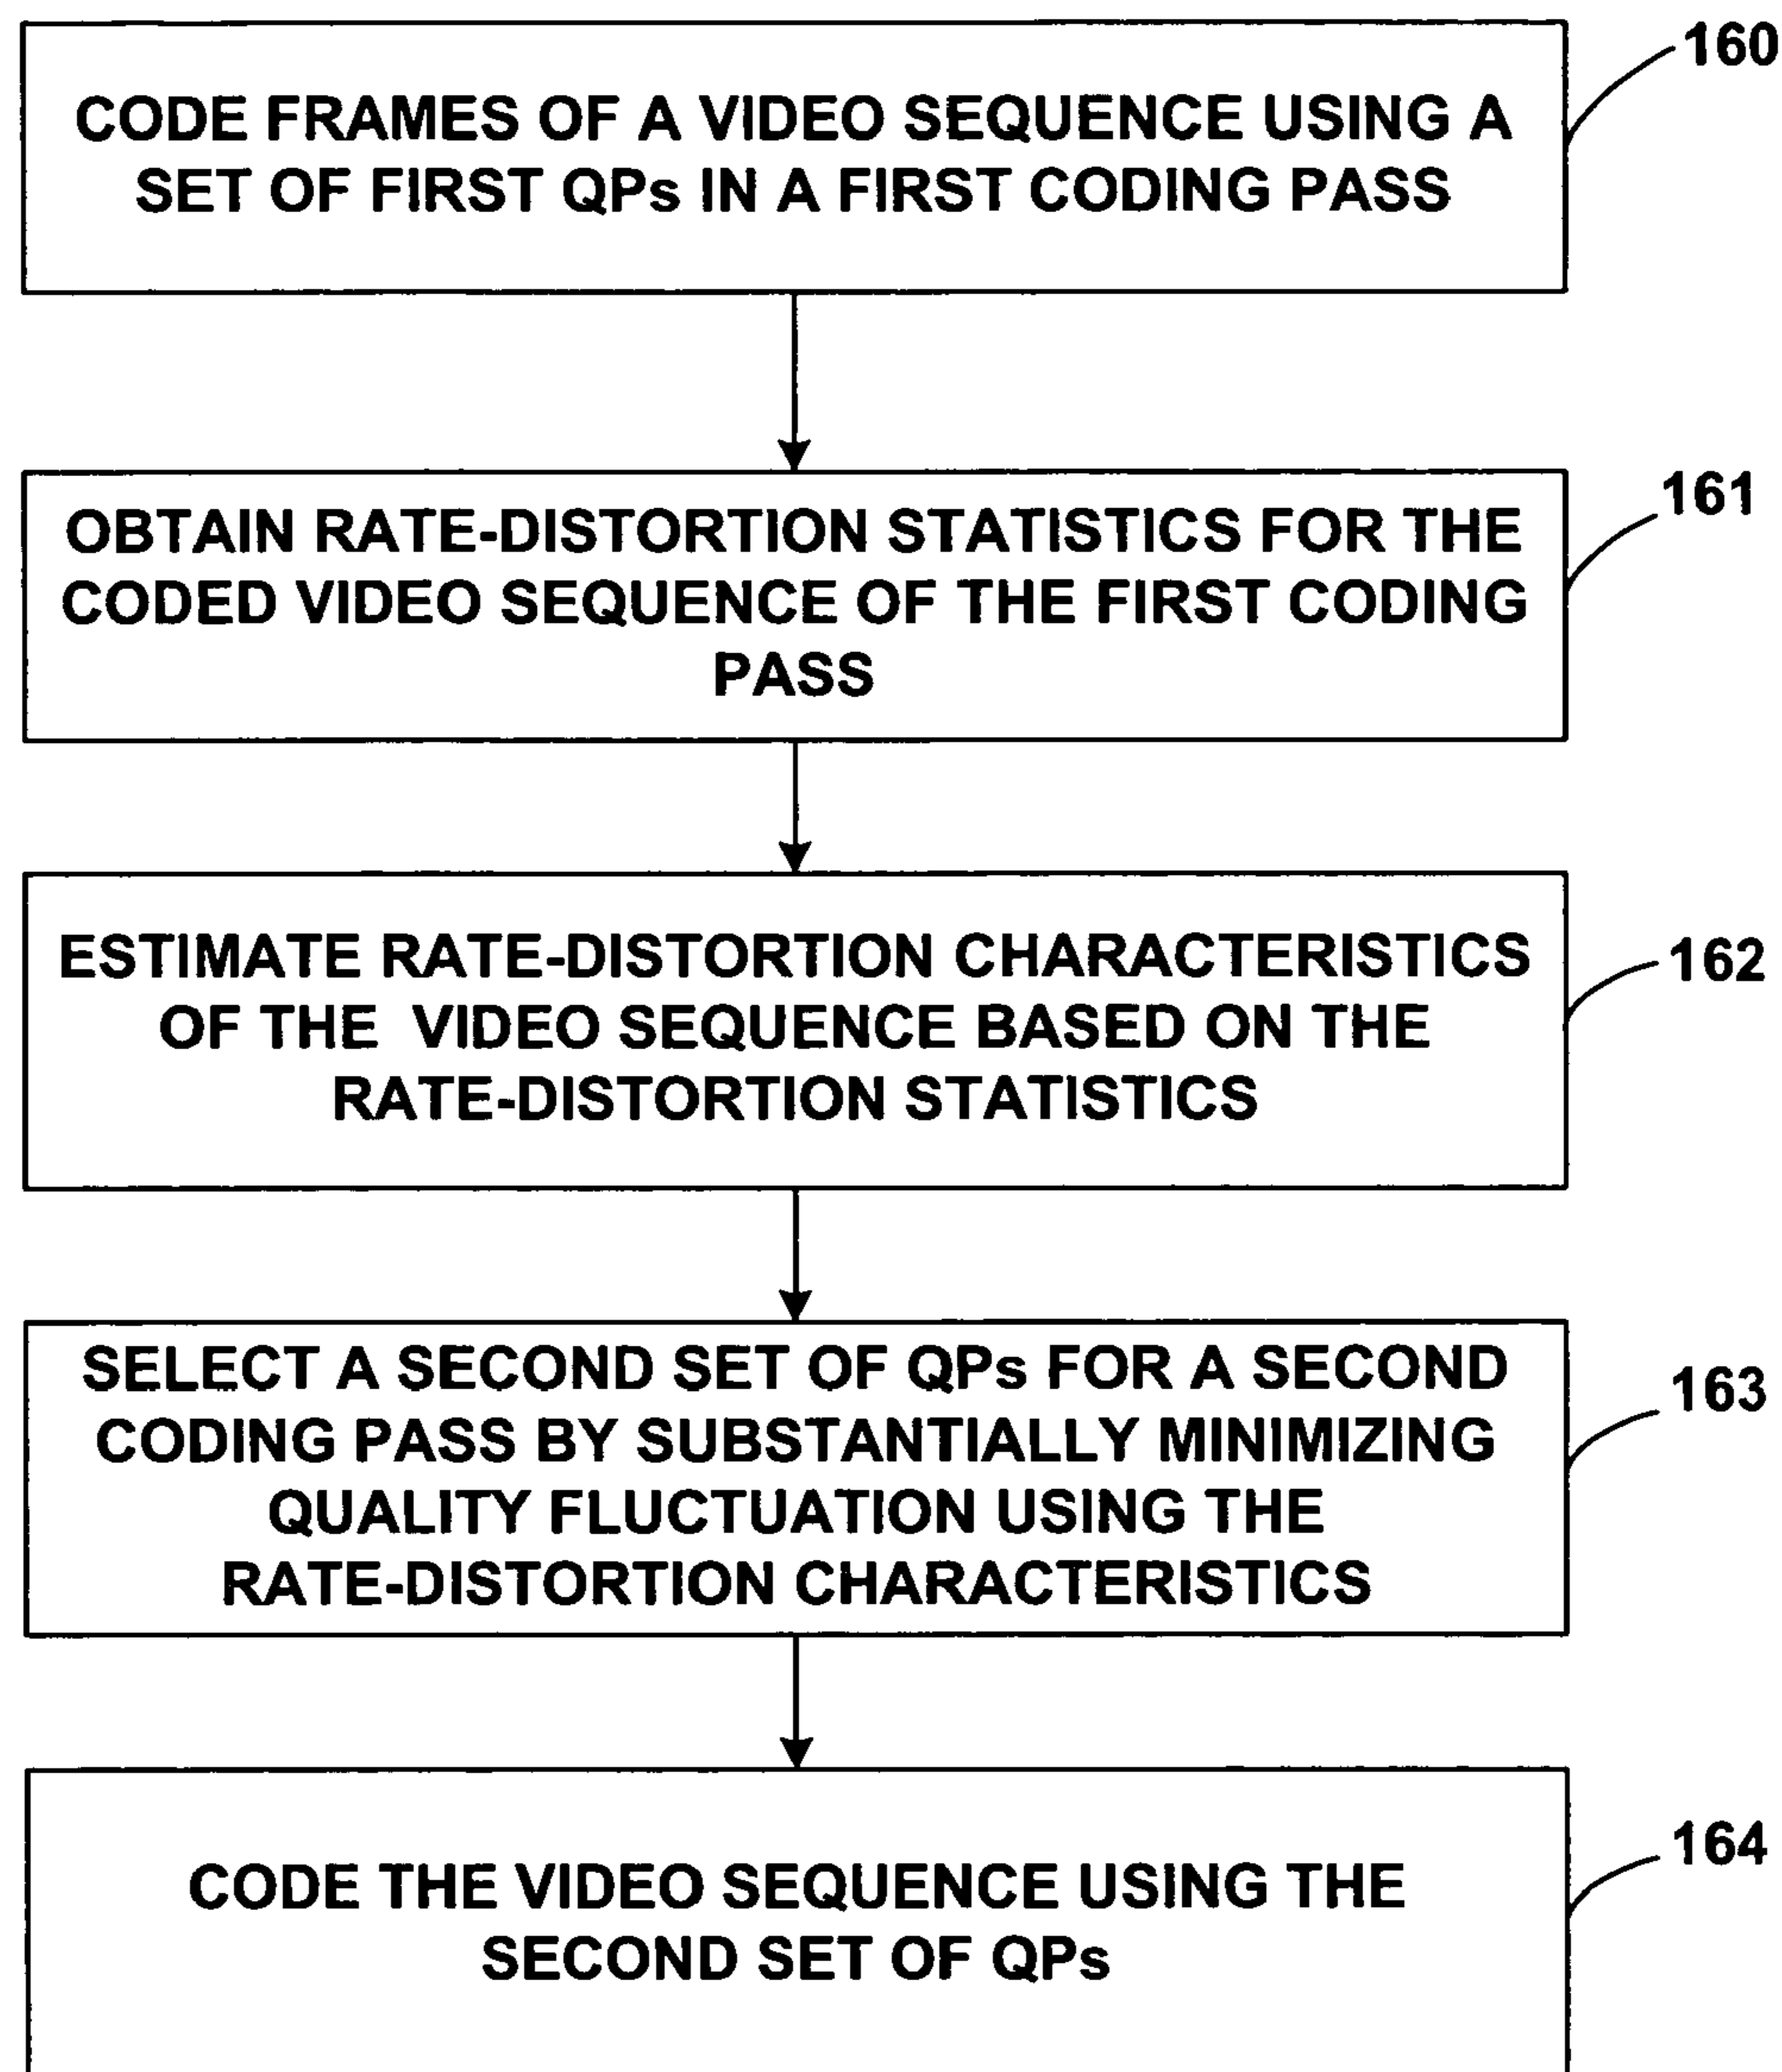 160
CODE FRAMES OF A VIDEO SEQUENCE USING A
SET OF FIRST QPs IN A FIRST CODING PASS
161
OBTAIN RATE-DISTORTION STATISTICS FOR THE
CODED VIDEO SEQUENCE OF THE FIRST CODING
PASS
162
ESTIMATE RATE-DISTORTION CHARACTERISTICS
OF THE VIDEO SEQUENCE BASED ON THE
RATE-DISTORTION STATISTICS
163
SELECT A SECOND SET OF QPs FOR A SECOND
CODING PASS BY SUBSTANTIALLY MINIMIZING
QUALITY FLUCTUATION USING THE
RATE-DISTORTION CHARACTERISTICS
164
CODE THE VIDEO SEQUENCE USING THE
SECOND SET OF QPs